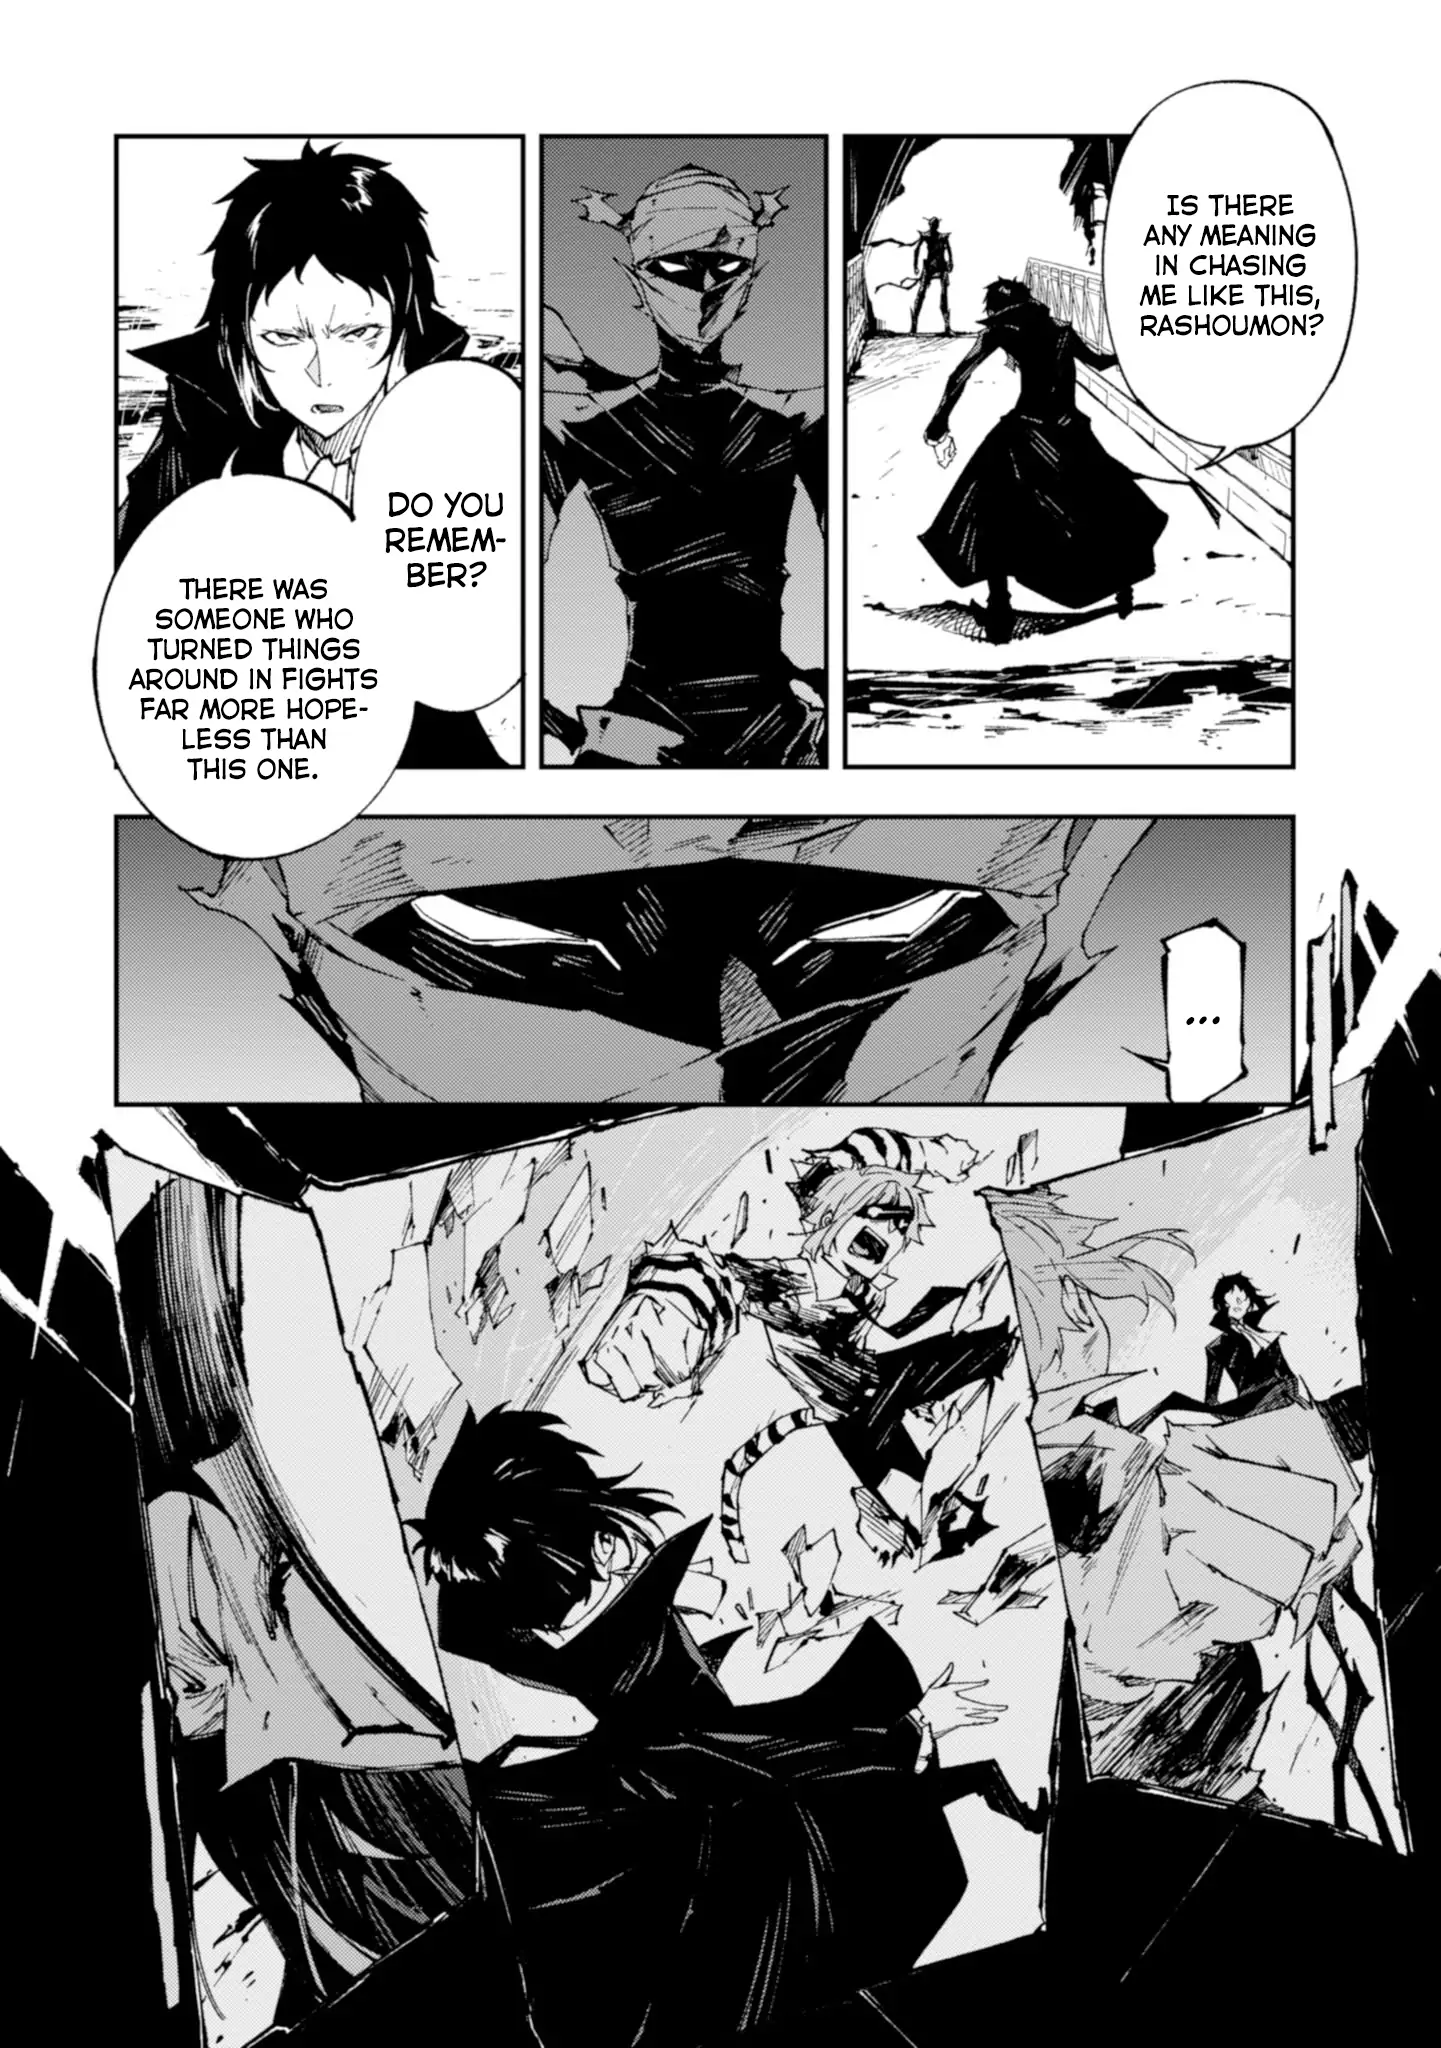 IS THERE
ANY MEANING
IN CHASING
ME LIKE THIS,
RASHOUMON?
DO YOU
REMEM-
BER?
THERE WAS
SOMEONE WHO
TURNED THINGS
AROUND IN FIGHTS
FAR MORE HOPE-
LESS THAN
THIS ONE.
...